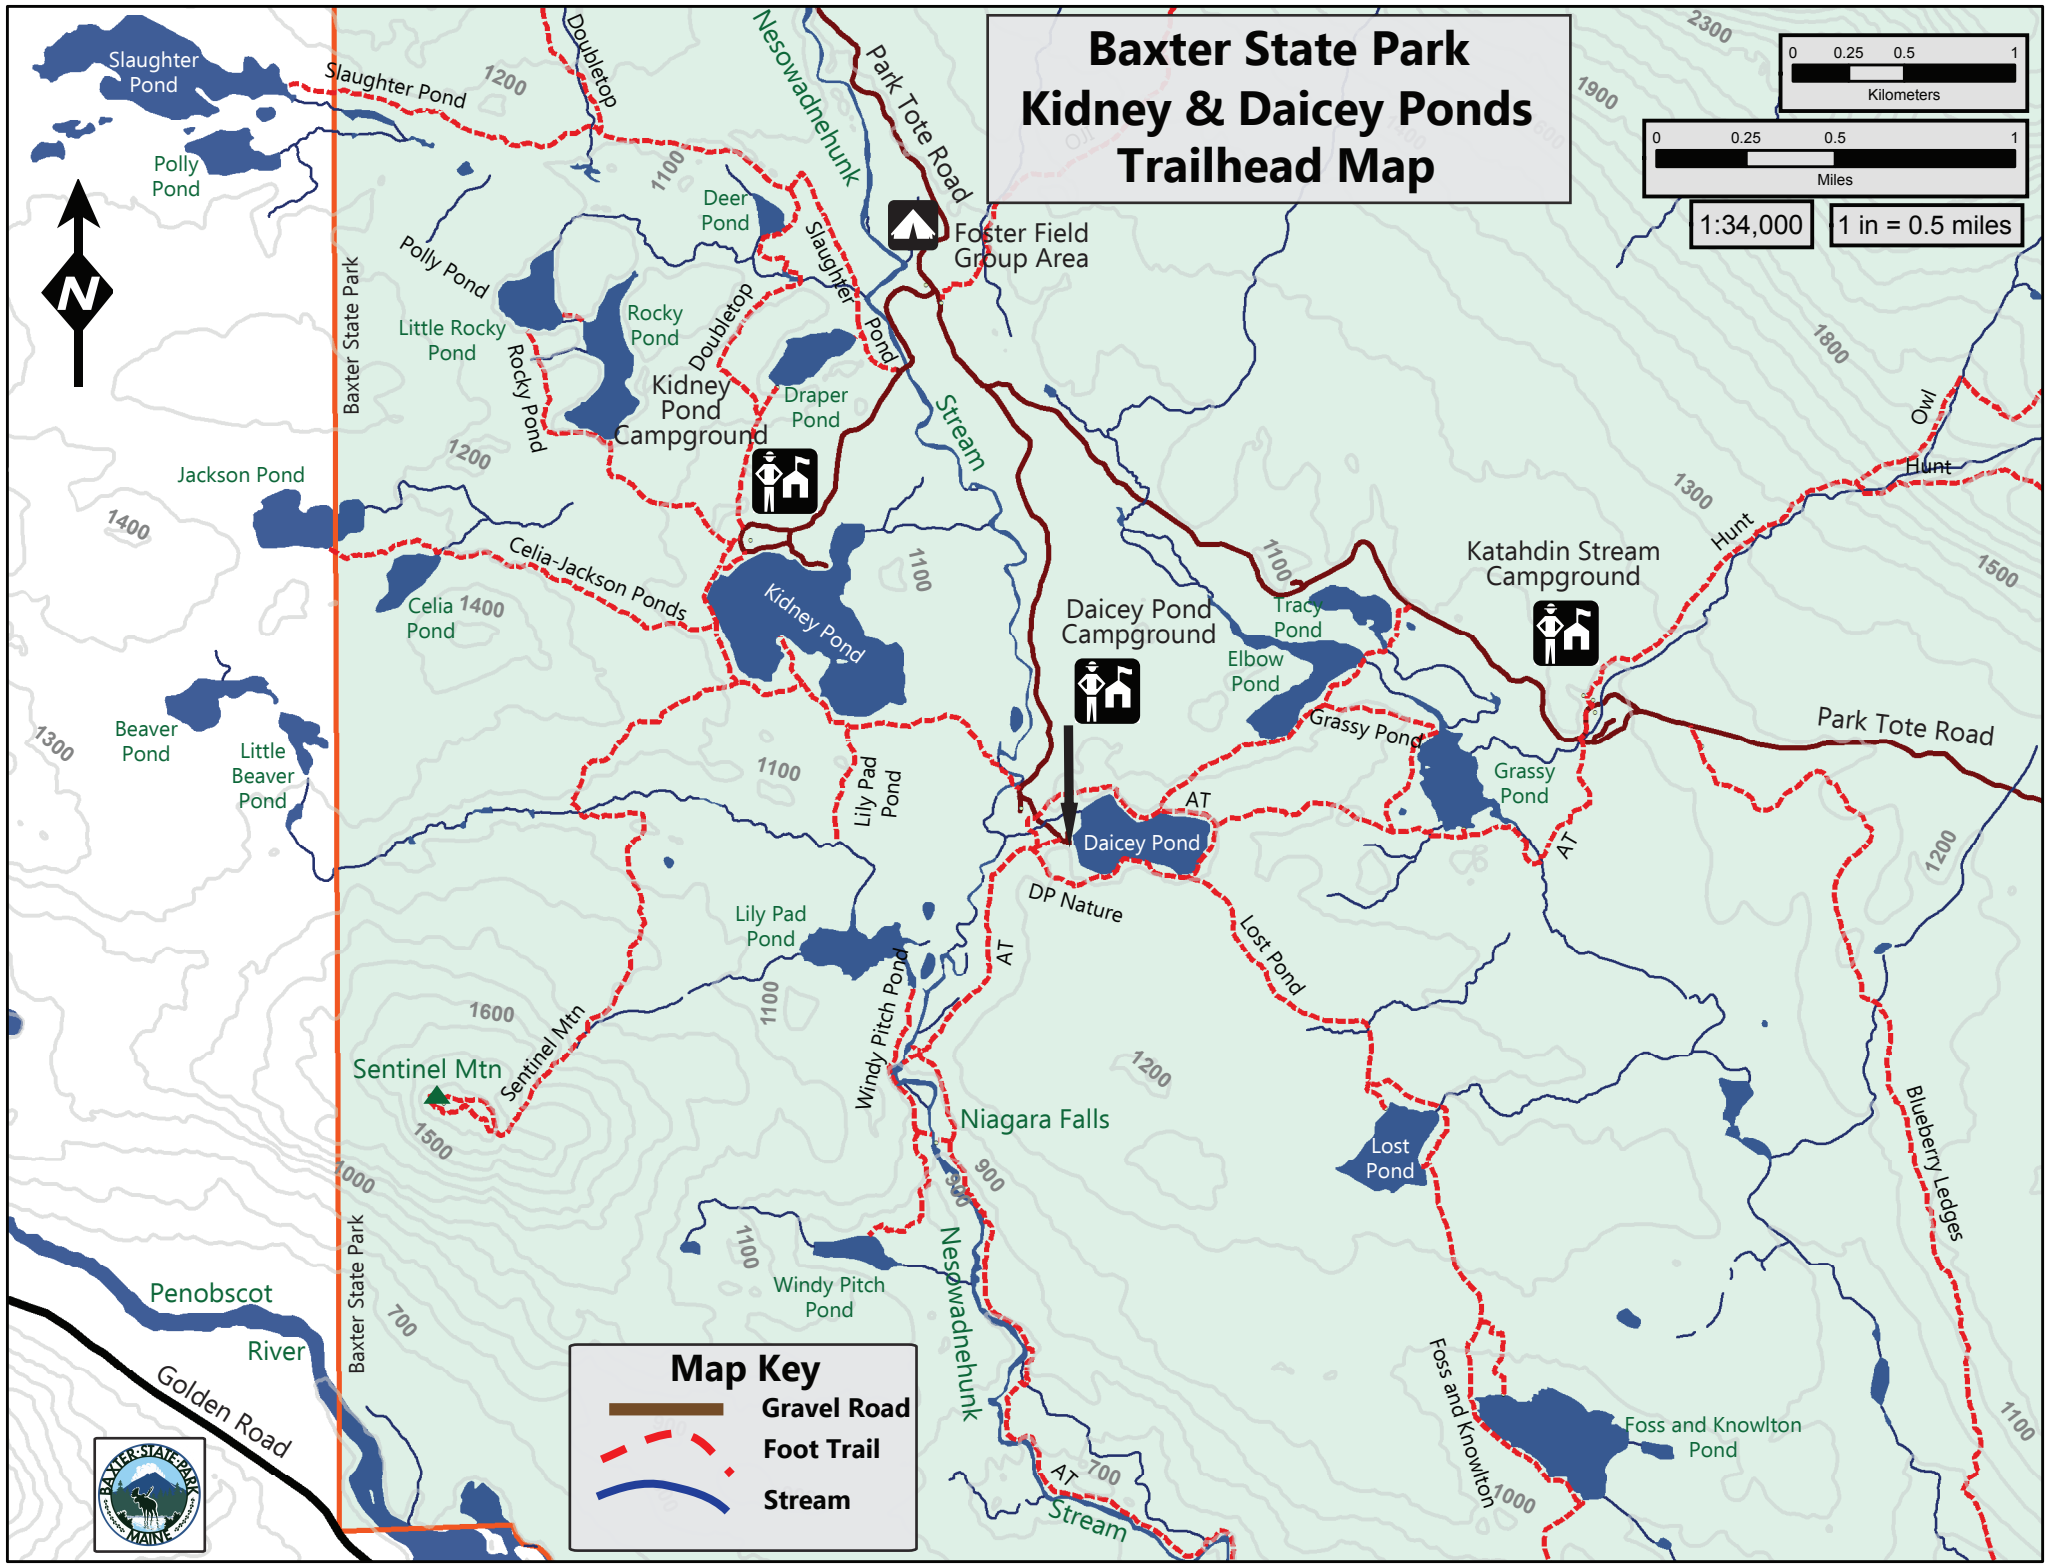 Baxter State Park
Kidney & Daicey Ponds
Trailhead Map
0 0.25 0.5 1
Kilometers
0 0.25 0.5 1
Miles
1:34,000
1 in = 0.5 miles
2300
1900
1800
Slaughter
Pond
Slaughter Pond
1200
Doubletop
Nesowadnehunk
Park Tote Road
Polly
Pond
1100
Deer
Pond
Slaughter
Pond
Foster Field
Group Area
N
Baxter State Park
Polly Pond
Little Rocky
Pond
Rocky
Pond
Rocky Pond
Doubletop
Kidney
Pond
Campground
Draper
Pond
Stream
Owl
Hunt
Hunt
1300
1500
1200
Jackson Pond
1400
Celia-Jackson Ponds
Celia
Pond
1400
Kidney Pond
1100
1100
Daicey Pond
Campground
Tracy
Pond
Elbow
Pond
Katahdin Stream
Campground
Grassy Pond
Grassy
Pond
Park Tote Road
Beaver
Pond
Little
Beaver
Pond
1300
1100
Lily Pad
Pond
AT
Daicey Pond
AT
1200
DP Nature
Lily Pad
Pond
AT
Lost Pond
1100
Windy Pitch Pond
1600
Sentinel Mtn
Sentinel Mtn
1500
1000
1200
Niagara Falls
900
900
Lost
Pond
Blueberry Ledges
Baxter State Park
1100
Windy Pitch
Pond
Nesowadnehunk
Penobscot
River
700
Golden Road
Foss and Knowlton
Foss and Knowlton
Pond
1100
1000
AT
700
Stream
Map Key
Gravel Road
Foot Trail
Stream
BAXTER·STATE·PARK
MAINE